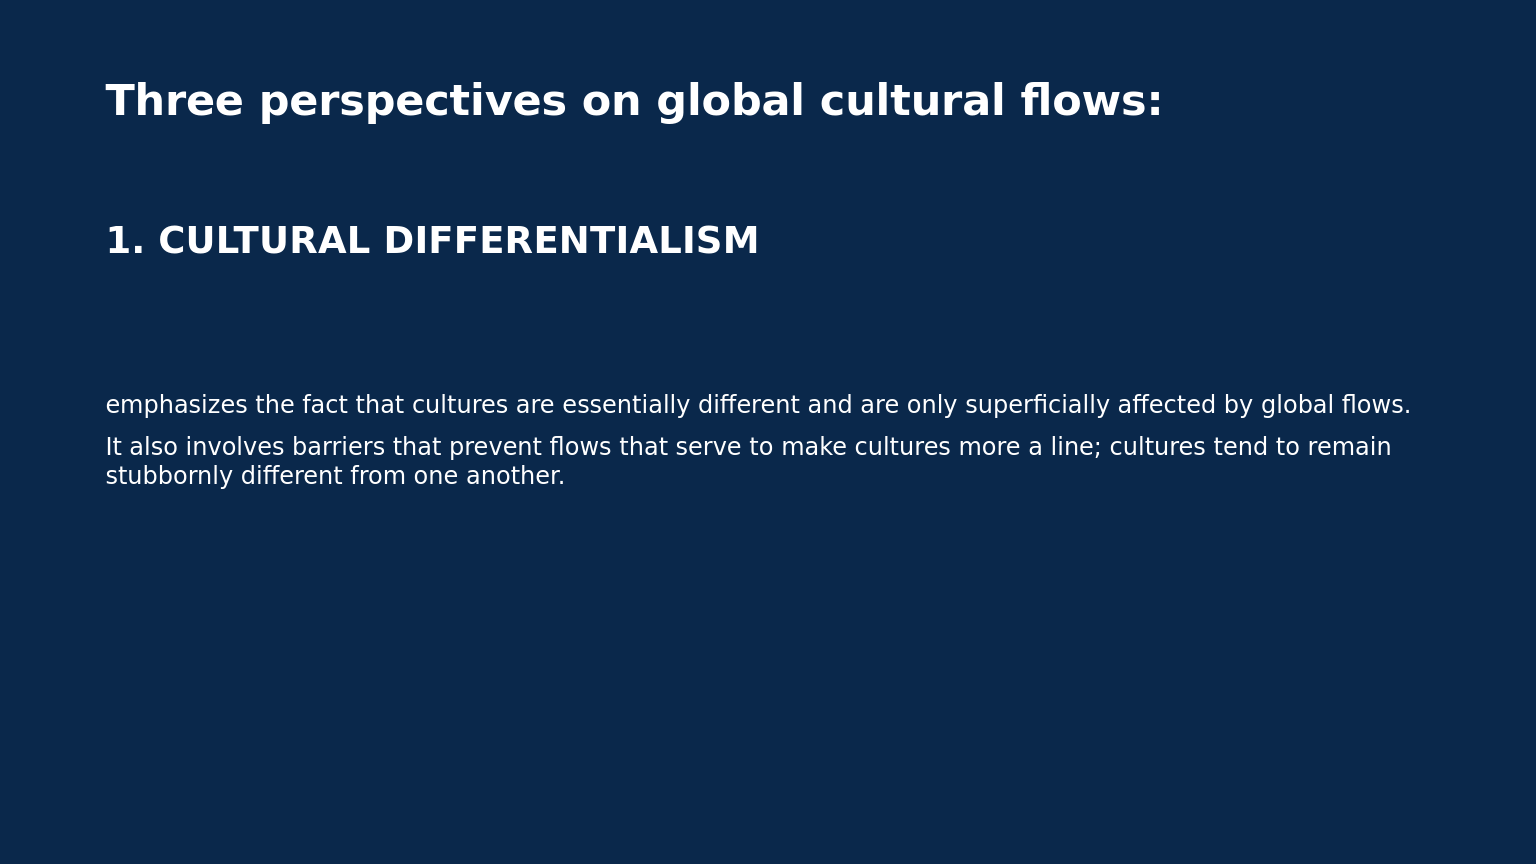 Three perspectives on global cultural flows:
1. CULTURAL DIFFERENTIALISM
emphasizes the fact that cultures are essentially different and are only superficially affected by global flows.
It also involves barriers that prevent flows that serve to make cultures more a line; cultures tend to remain
stubbornly different from one another.